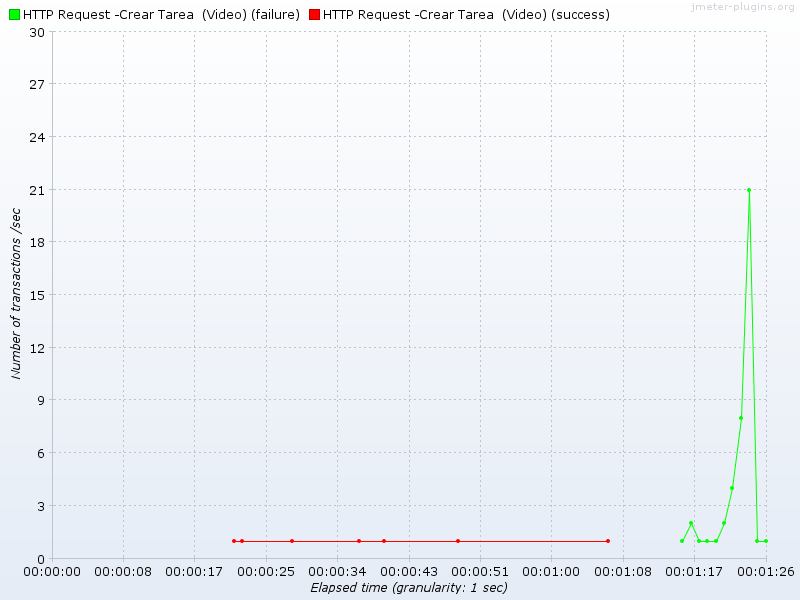 HTTP Request -Crear Tarea  (Video) (failure) HTTP Request -Crear Tarea  (Video) (success)
jmeter-plugins.org
Number of transactions /sec
30
27
24
21
18
15
12
9
6
3
0
00:00:00 00:00:08 00:00:17 00:00:25 00:00:34 00:00:43 00:00:51 00:01:00 00:01:08 00:01:17 00:01:26
Elapsed time (granularity: 1 sec)